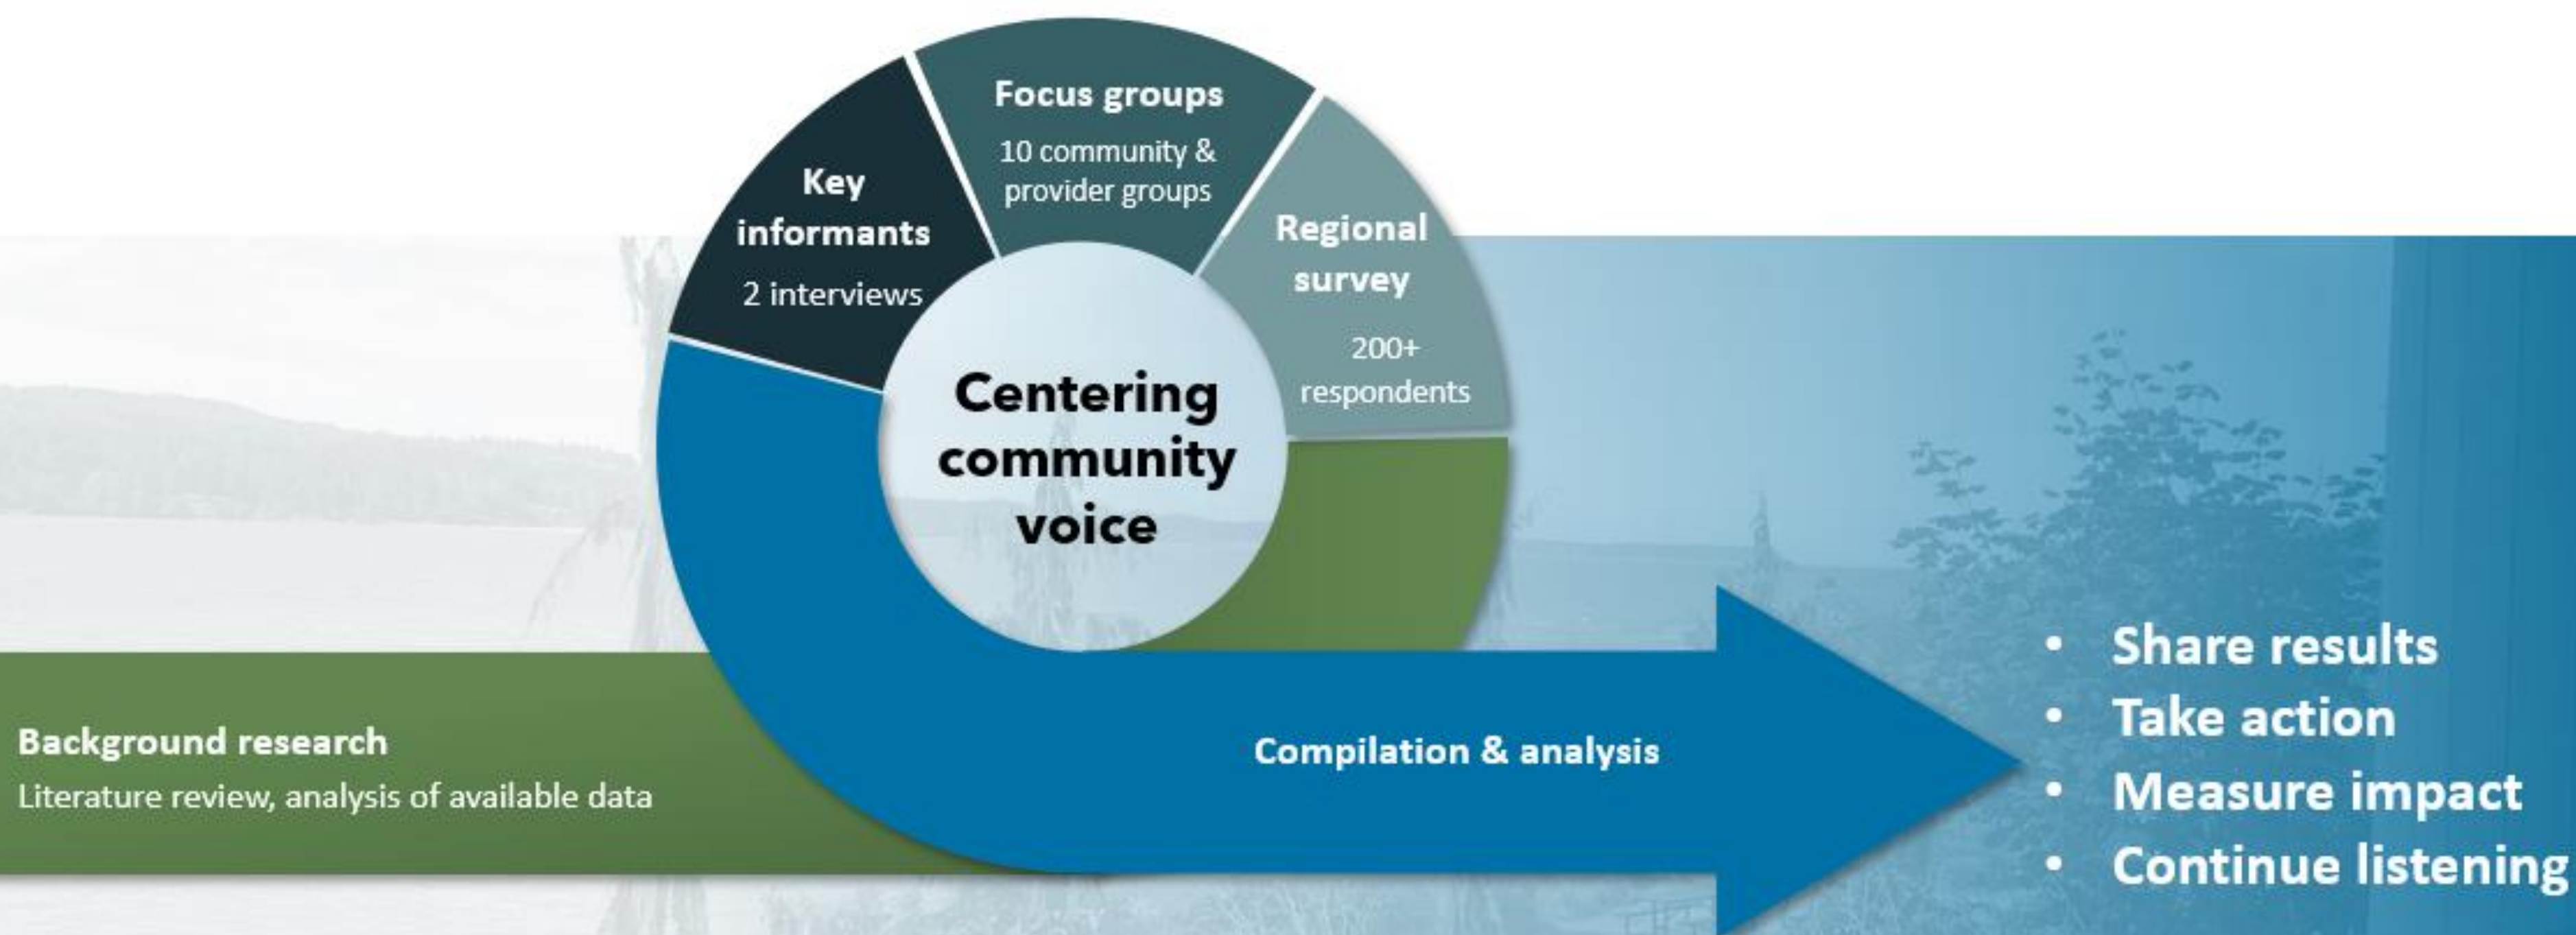 Focus groups
10 community &
provider groups
Key
informants
2 interviews
Regional
survey
200+
respondents
Centering
community
voice
Background research
Literature review, analysis of available data
Compilation & analysis
• Share results
• Take action
• Measure impact
• Continue listening